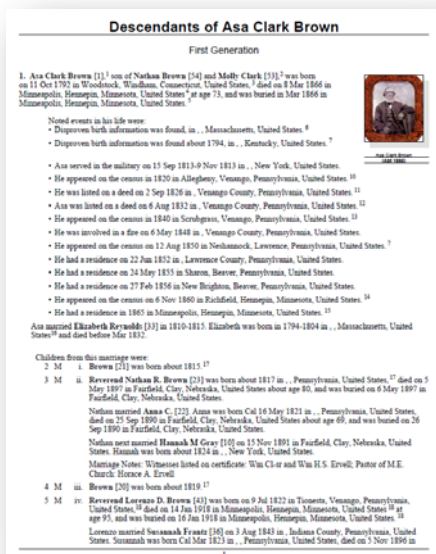 Descendants of Asa Clark Brown
First Generation
1. Asa Clark Brown [1],1 son of Nathan Brown [54] and Molly Clark [53],2 was born
on 11 Oct 1792 in Woodstock, Windham, Connecticut, United States,3 died on 8 Mar 1866 in
Minneapolis, Hennepin, Minnesota, United States 4 at age 73, and was buried in Mar 1866 in
Minneapolis, Hennepin, Minnesota, United States.5
Asa Clark Brown
Noted events in his life were:
• Disproven birth information was found, in , , Massachusetts, United States. 6
• Disproven birth information was found about 1794, in , , Kentucky, United States. 7
• Asa served in the military on 15 Sep 1813-9 Nov 1813 in , , New York, United States.
• He appeared on the census in 1820 in Allegheny, Venango, Pennsylvania, United States. 10
• He was listed on a deed on 2 Sep 1826 in , Venango County, Pennsylvania, United States. 11
• Asa was listed on a deed on 6 Aug 1832 in , Venango County, Pennsylvania, United States. 12
• He appeared on the census in 1840 in Scrubgrass, Venango, Pennsylvania, United States. 13
• He was involved in a fire on 6 May 1848 in , Venango County, Pennsylvania, United States.
• He appeared on the census on 12 Aug 1850 in Neshannock, Lawrence, Pennsylvania, United States. 7
• He had a residence on 22 Jun 1852 in , Lawrence County, Pennsylvania, United States.
• He had a residence on 24 May 1855 in Sharon, Beaver, Pennsylvania, United States.
• He had a residence on 27 Feb 1856 in New Brighton, Beaver, Pennsylvania, United States.
• He appeared on the census on 6 Nov 1860 in Richfield, Hennepin, Minnesota, United States. 14
• He had a residence in 1865 in Minneapolis, Hennepin, Minnesota, United States. 15
Asa married Elizabeth Reynolds [33] in 1810-1815. Elizabeth was born in 1794-1804 in , , Massachusetts, United
States16 and died before Mar 1832.
Children from this marriage were:
2 M i. Brown [21] was born about 1815.17
3 M ii. Reverend Nathan R. Brown [23] was born about 1817 in , , Pennsylvania, United States,17 died on 5
May 1897 in Fairfield, Clay, Nebraska, United States about age 80, and was buried on 6 May 1897 in
Fairfield, Clay, Nebraska, United States.
Nathan married Anna C. [22]. Anna was born Cal 16 May 1821 in , , Pennsylvania, United States,
died on 25 Sep 1890 in Fairfield, Clay, Nebraska, United States about age 69, and was buried on 26
Sep 1890 in Fairfield, Clay, Nebraska, United States.
Nathan next married Hannah M Gray [10] on 15 Nov 1891 in Fairfield, Clay, Nebraska, United
States. Hannah was born about 1824 in , , New York, United States.
Marriage Notes: Witnesses listed on certificate: Wm Cl-sr and Wm H.S. Ervell; Pastor of M.E.
Church: Horace A. Ervell
4 M iii. Brown [20] was born about 1819.17
5 M iv. Reverend Lorenzo D. Brown [43] was born on 9 Jul 1822 in Tionesta, Venango, Pennsylvania,
United States,18 died on 14 Jan 1918 in Minneapolis, Hennepin, Minnesota, United States 18 at
age 95, and was buried on 16 Jan 1918 in Minneapolis, Hennepin, Minnesota, United States. 18
Lorenzo married Susannah Frantz [36] on 3 Aug 1843 in , Indiana County, Pennsylvania, United
States. Susannah was born Cal Mar 1823 in , , Pennsylvania, United States, died on 5 Nov 1896 in